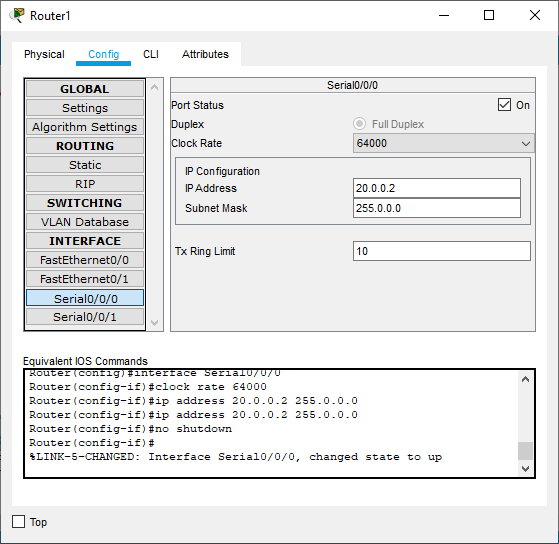 Router1
Physical Config CLI Attributes
GLOBAL
Settings
Algorithm Settings
ROUTING
Static
RIP
SWITCHING
VLAN Database
INTERFACE
FastEthernet0/0
FastEthernet0/1
Serial0/0/0
Serial0/0/1
Serial0/0/0
Port Status On
Duplex Full Duplex
Clock Rate 64000
IP Configuration
IP Address 20.0.0.2
Subnet Mask 255.0.0.0
Tx Ring Limit 10
Equivalent IOS Commands
Router(config)#interface Serial0/0/0
Router(config-if)#clock rate 64000
Router(config-if)#ip address 20.0.0.2 255.0.0.0
Router(config-if)#ip address 20.0.0.2 255.0.0.0
Router(config-if)#no shutdown
Router(config-if)#
%LINK-5-CHANGED: Interface Serial0/0/0, changed state to up
Top